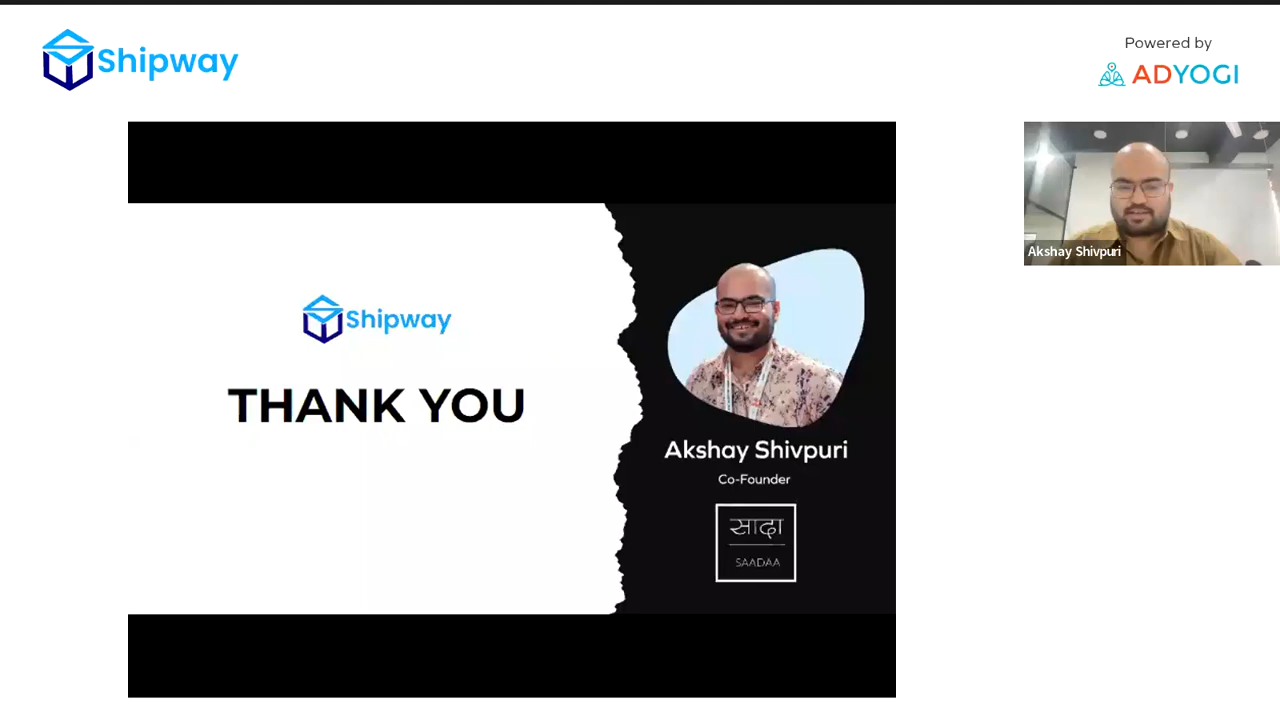 Shipway
Powered by
ADYOGI
Akshay Shivpuri
Shipway
THANK YOU
Akshay Shivpuri
Co-Founder
सादा
SAADAA